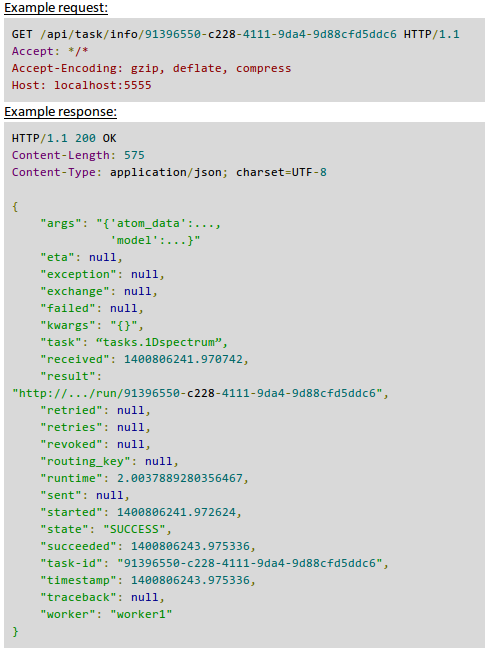 Example request:
GET /api/task/info/91396550-c228-4111-9da4-9d88cfd5ddc6 HTTP/1.1
Accept: */*
Accept-Encoding: gzip, deflate, compress
Host: localhost:5555
Example response:
HTTP/1.1 200 OK
Content-Length: 575
Content-Type: application/json; charset=UTF-8
{
    "args": "{'atom_data':...,
              'model':...}"
    "eta": null,
    "exception": null,
    "exchange": null,
    "failed": null,
    "kwargs": "{}",
    "task": “tasks.1Dspectrum”,
    "received": 1400806241.970742,
    "result":
"http://.../run/91396550-c228-4111-9da4-9d88cfd5ddc6",
    "retried": null,
    "retries": null,
    "revoked": null,
    "routing_key": null,
    "runtime": 2.0037889280356467,
    "sent": null,
    "started": 1400806241.972624,
    "state": "SUCCESS",
    "succeeded": 1400806243.975336,
    "task-id": "91396550-c228-4111-9da4-9d88cfd5ddc6",
    "timestamp": 1400806243.975336,
    "traceback": null,
    "worker": "worker1"
}